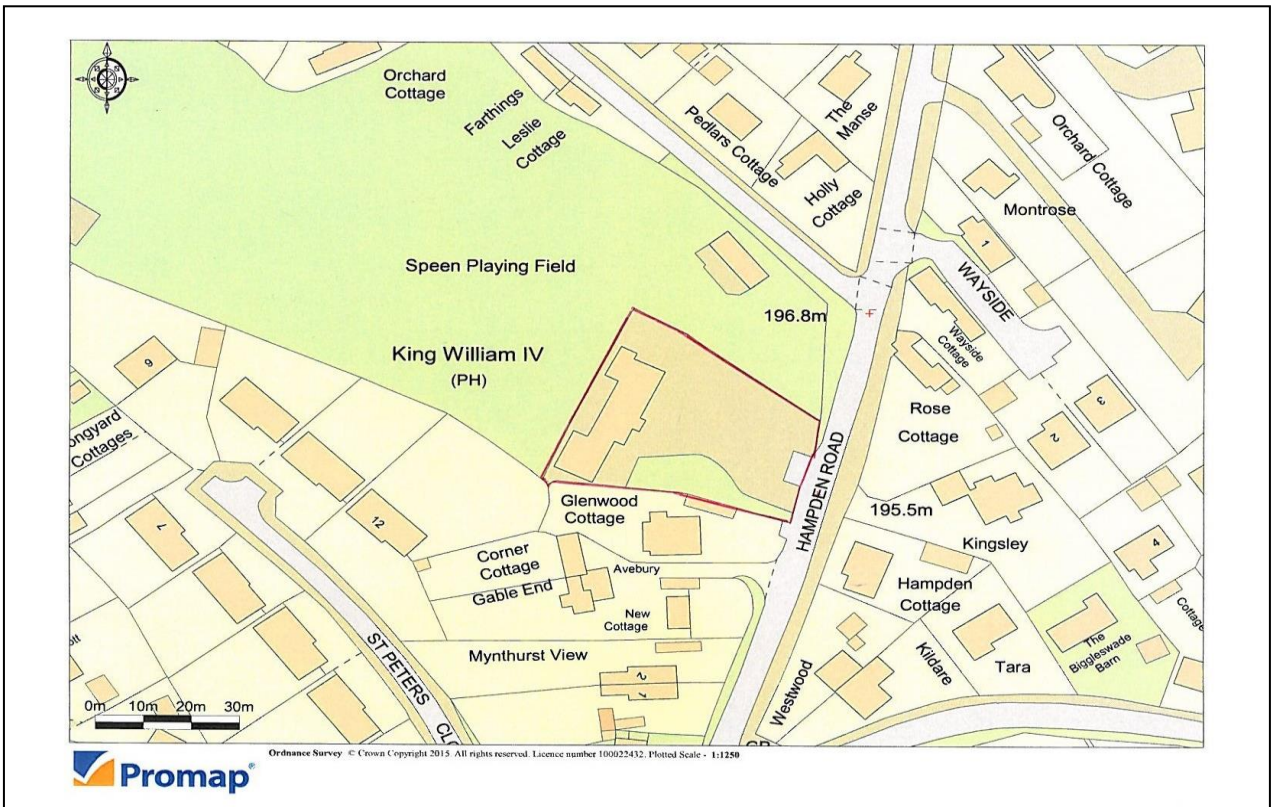 Orchard
Cottage
Farthings
Leslie
Cottage
Pedlars Cottage
The
Manse
Holly
Cottage
Orchard Cottage
Montrose
1
WAYSIDE
Speen Playing Field
196.8m
Wayside
Cottage
King William IV
(PH)
3
2
Rose
Cottage
9
ongyard
Cottages
HAMPDEN ROAD
195.5m
Glenwood
Cottage
Kingsley
12
7
4
Corner
Cottage
Avebury
Gable End
Hampden
Cottage
Cottage
New
Cottage
The
Biggleswade
Barn
Mynthurst View
Kildare
Tara
ST PETERS CLO
2
1
Westwood
0m 10m 20m 30m
Ordnance Survey © Crown Copyright 2015. All rights reserved. Licence number 100022432. Plotted Scale - 1:1250
Promap®